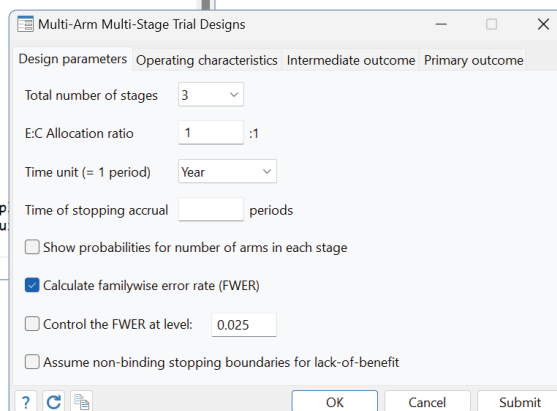 Multi-Arm Multi-Stage Trial Designs
Design parameters Operating characteristics Intermediate outcome Primary outcome
Total number of stages 3
E:C Allocation ratio 1 :1
Time unit (= 1 period) Year
Time of stopping accrual periods
Show probabilities for number of arms in each stage
Calculate familywise error rate (FWER)
Control the FWER at level: 0.025
Assume non-binding stopping boundaries for lack-of-benefit
? OK Cancel Submit